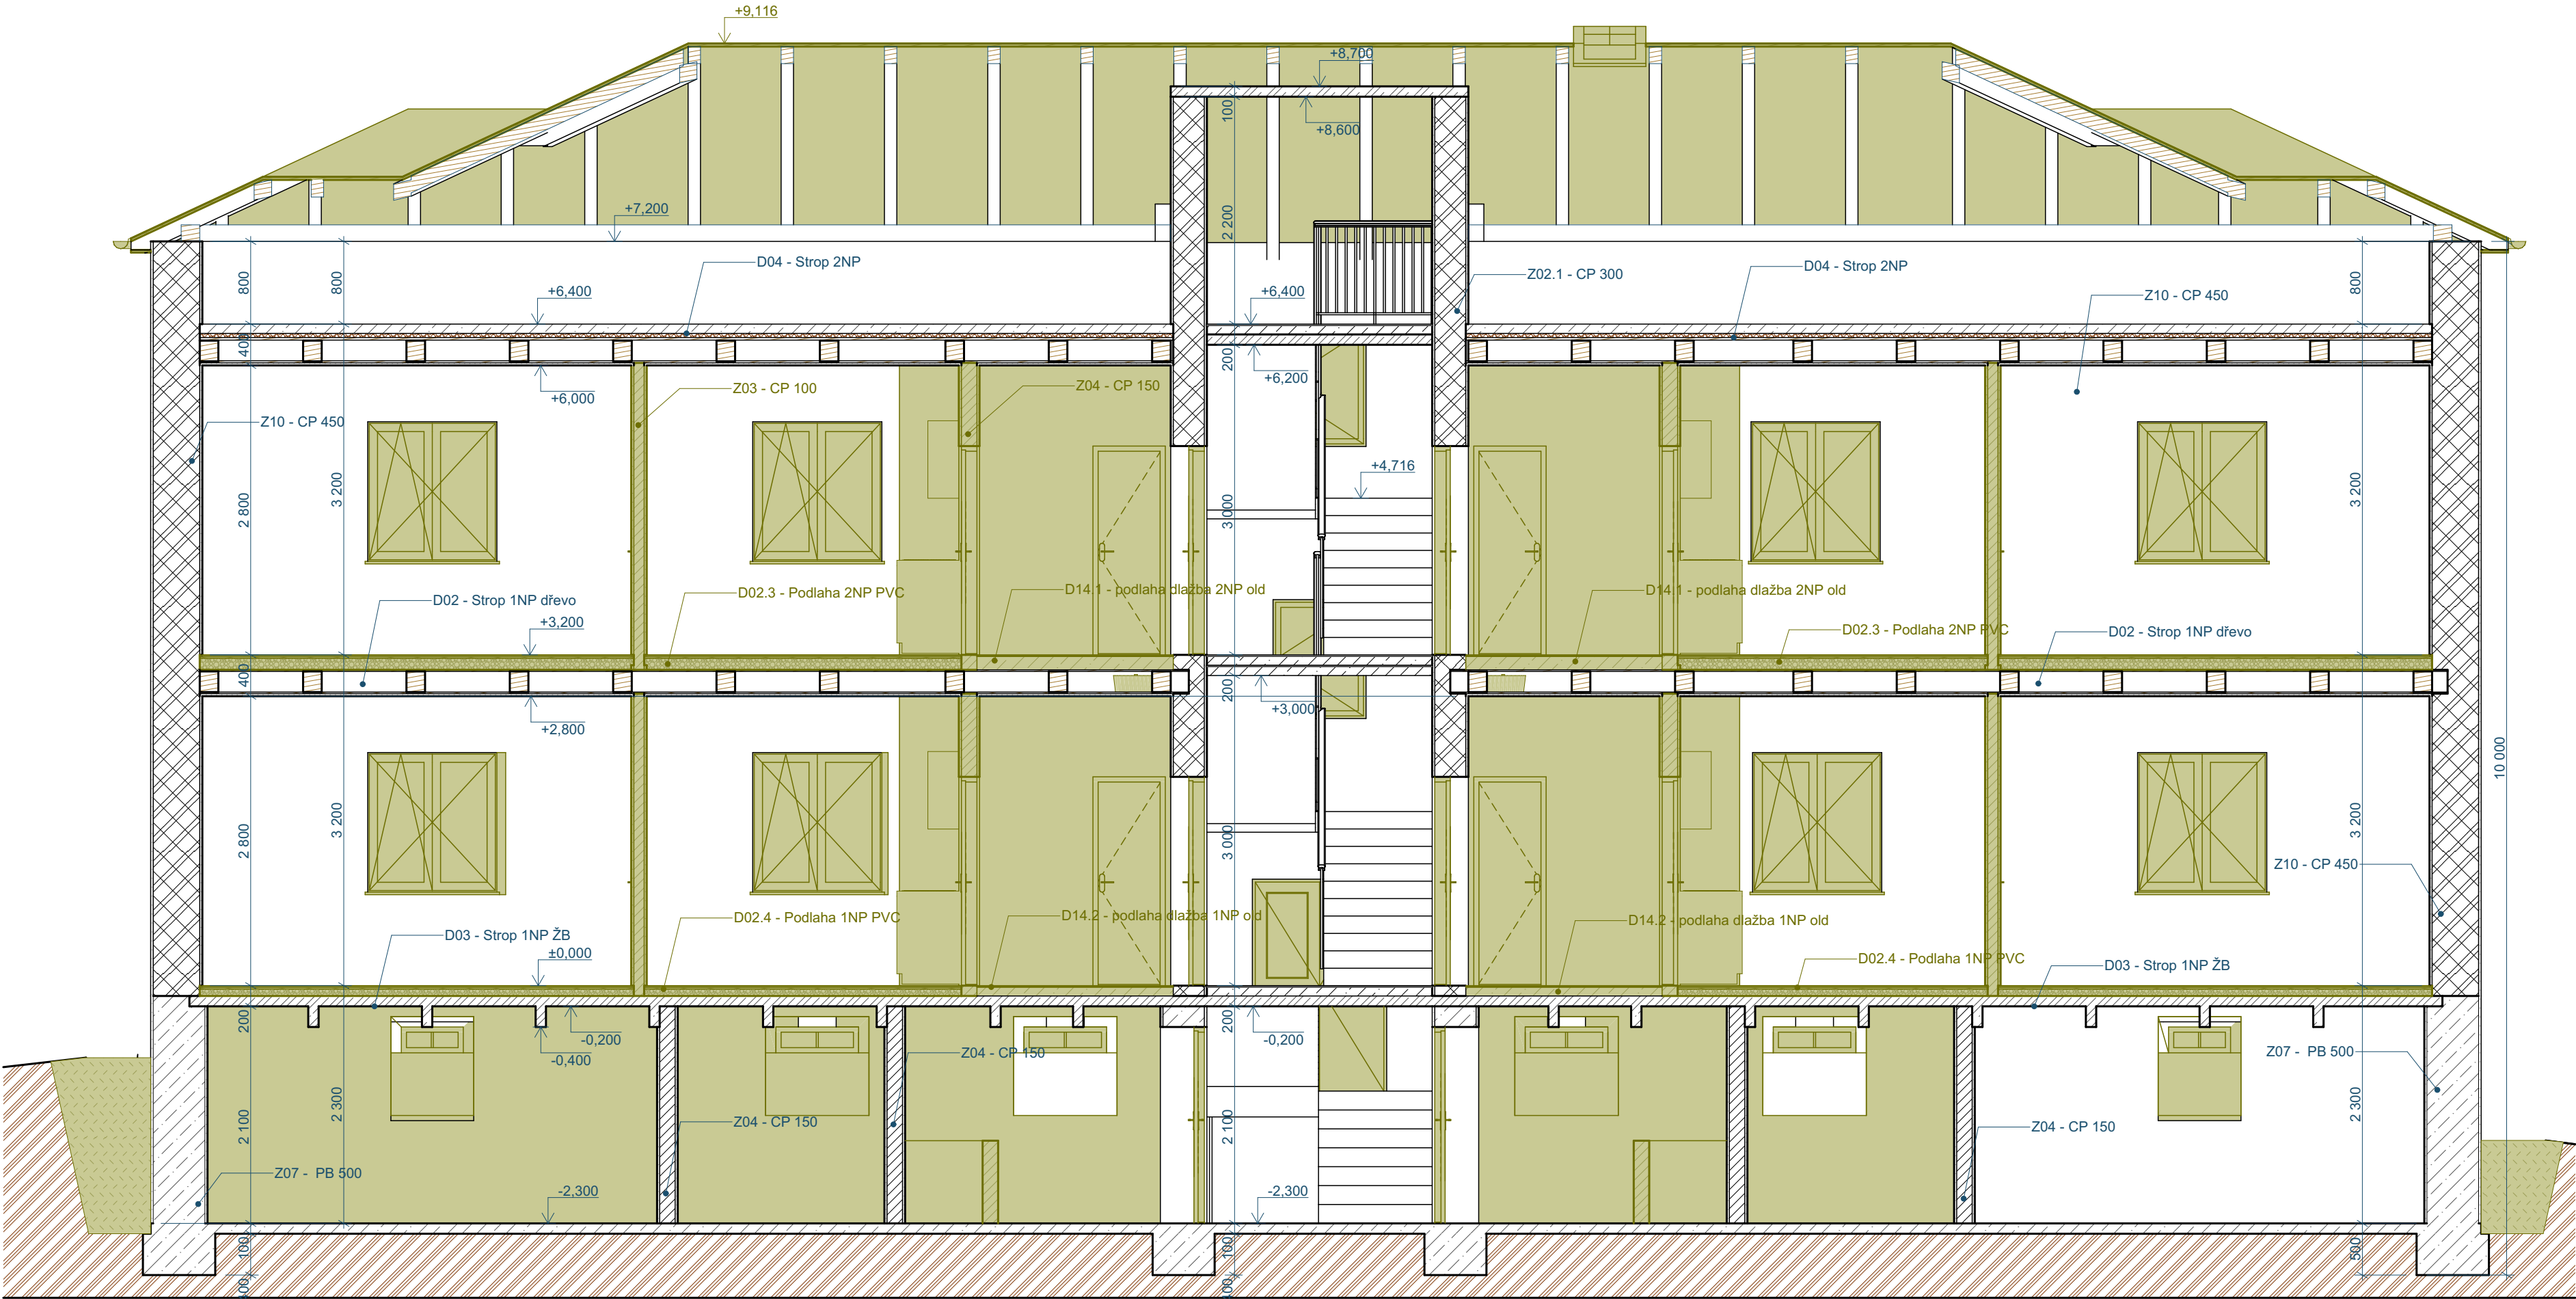 +9,116
+8,700
100
+8,600
+7,200
2 200
D04 - Strop 2NP
Z02.1 - CP 300
D04 - Strop 2NP
800
800
+6,400
+6,400
800
Z10 - CP 450
400
200
+6,200
+6,000
Z03 - CP 100
Z04 - CP 150
Z10 - CP 450
+4,716
2 800
3 200
3 000
3 200
D02 - Strop 1NP dřevo
D02.3 - Podlaha 2NP PVC
D14.1 - podlaha dlažba 2NP old
D14.1 - podlaha dlažba 2NP old
D02.3 - Podlaha 2NP PVC
D02 - Strop 1NP dřevo
+3,200
400
200
+3,000
+2,800
10 000
2 800
3 200
3 000
3 200
Z10 - CP 450
D02.4 - Podlaha 1NP PVC
D14.2 - podlaha dlažba 1NP old
D14.2 - podlaha dlažba 1NP old
D03 - Strop 1NP ŽB
±0,000
D02.4 - Podlaha 1NP PVC
D03 - Strop 1NP ŽB
200
-0,200
-0,400
200
-0,200
Z04 - CP 150
Z07 - PB 500
2 100
2 300
Z04 - CP 150
2 100
Z04 - CP 150
2 300
Z07 - PB 500
-2,300
-2,300
100
100
500
400
400